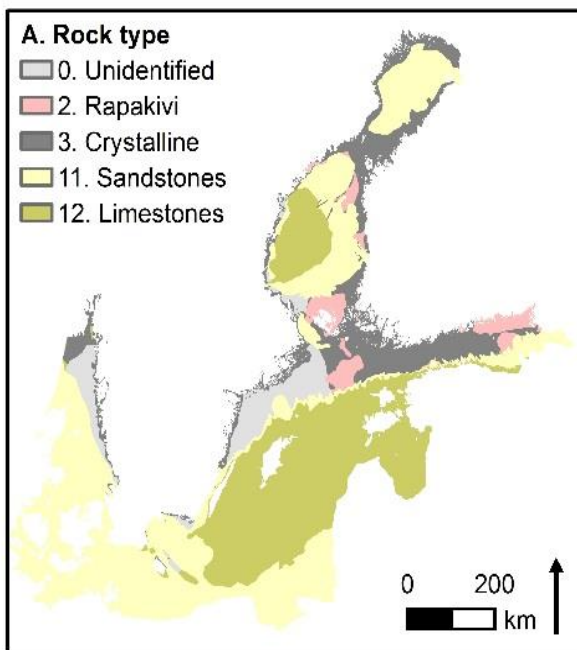 A. Rock type
0. Unidentified
2. Rapakivi
3. Crystalline
11. Sandstones
12. Limestones
0 200
km